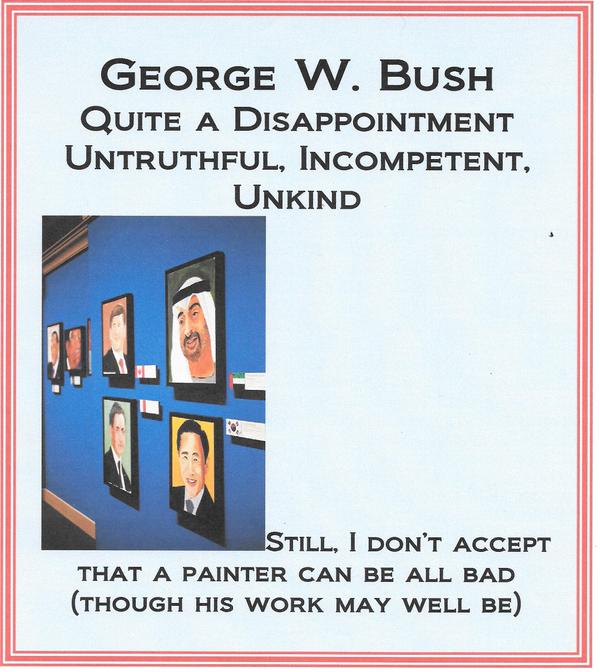 George W. Bush
Quite a Disappointment
Untruthful, Incompetent,
Unkind
Still, I don't accept
that a painter can be all bad
(though his work may well be)